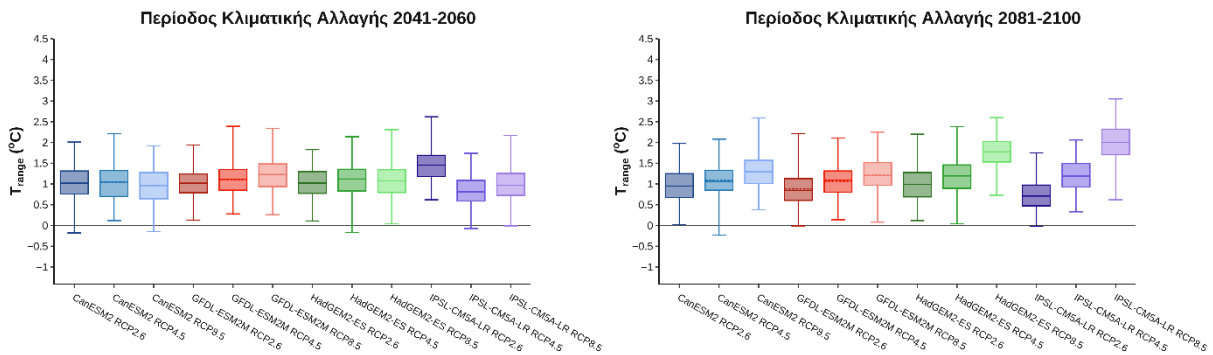 Περίοδος Κλιματικής Αλλαγής 2041-2060
4.5
4
3.5
3
2.5
2
1.5
1
0.5
0
−0.5
−1
Trange (°C)
CanESM2 RCP2.6
CanESM2 RCP4.5
CanESM2 RCP8.5
GFDL-ESM2M RCP2.6
GFDL-ESM2M RCP4.5
GFDL-ESM2M RCP8.5
HadGEM2-ES RCP2.6
HadGEM2-ES RCP4.5
HadGEM2-ES RCP8.5
IPSL-CM5A-LR RCP2.6
IPSL-CM5A-LR RCP4.5
IPSL-CM5A-LR RCP8.5
Περίοδος Κλιματικής Αλλαγής 2081-2100
4.5
4
3.5
3
2.5
2
1.5
1
0.5
0
−0.5
−1
Trange (°C)
CanESM2 RCP2.6
CanESM2 RCP4.5
CanESM2 RCP8.5
GFDL-ESM2M RCP2.6
GFDL-ESM2M RCP4.5
GFDL-ESM2M RCP8.5
HadGEM2-ES RCP2.6
HadGEM2-ES RCP4.5
HadGEM2-ES RCP8.5
IPSL-CM5A-LR RCP2.6
IPSL-CM5A-LR RCP4.5
IPSL-CM5A-LR RCP8.5